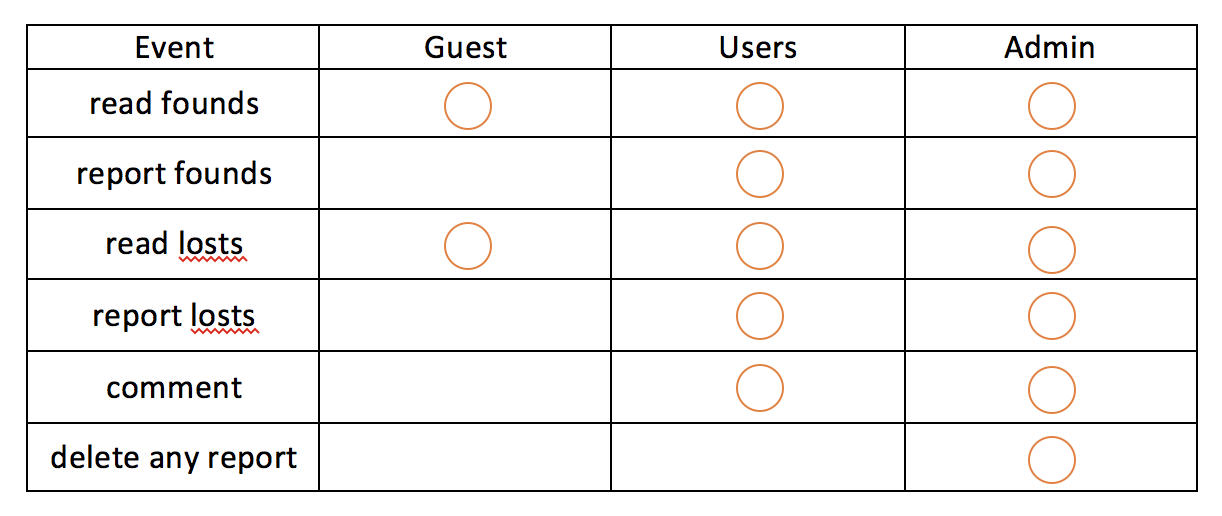 Event Guest Users Admin
read founds
report founds
read losts
report losts
comment
delete any report